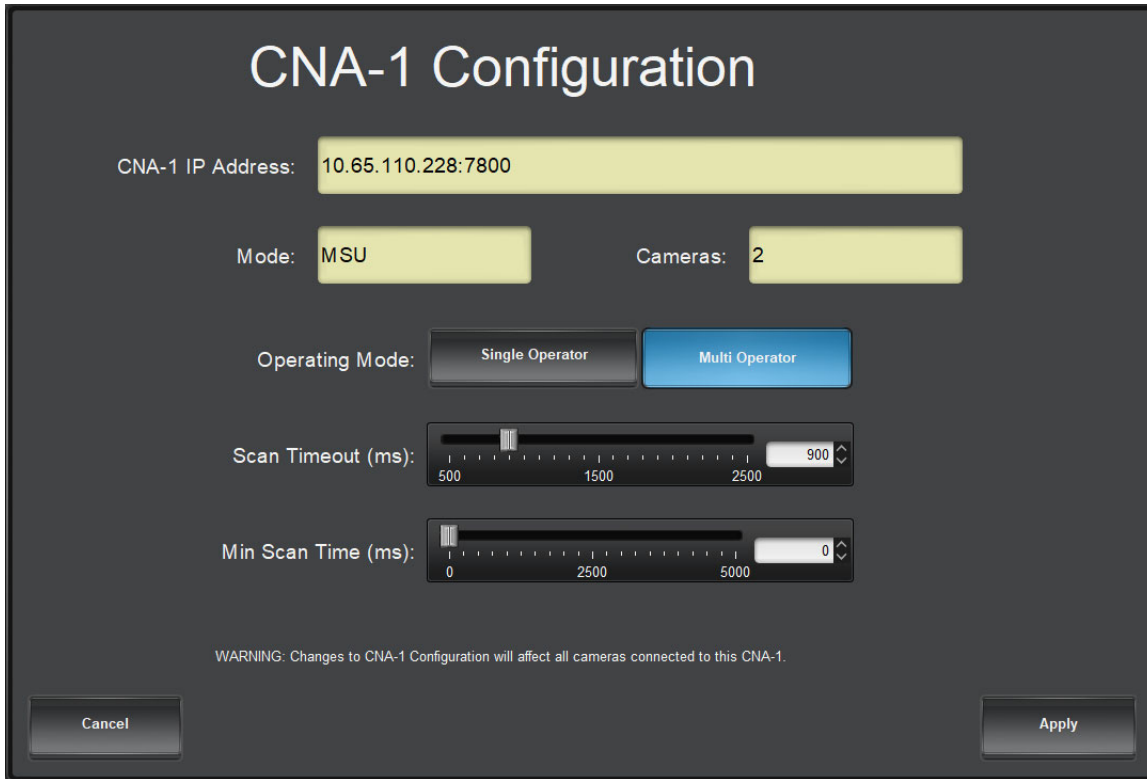 CNA-1 Configuration
CNA-1 IP Address: 10.65.110.228:7800
Mode: MSU Cameras: 2
Operating Mode: Single Operator Multi Operator
Scan Timeout (ms): 900
500 1500 2500
Min Scan Time (ms): 0
0 2500 5000
WARNING: Changes to CNA-1 Configuration will affect all cameras connected to this CNA-1.
Cancel Apply